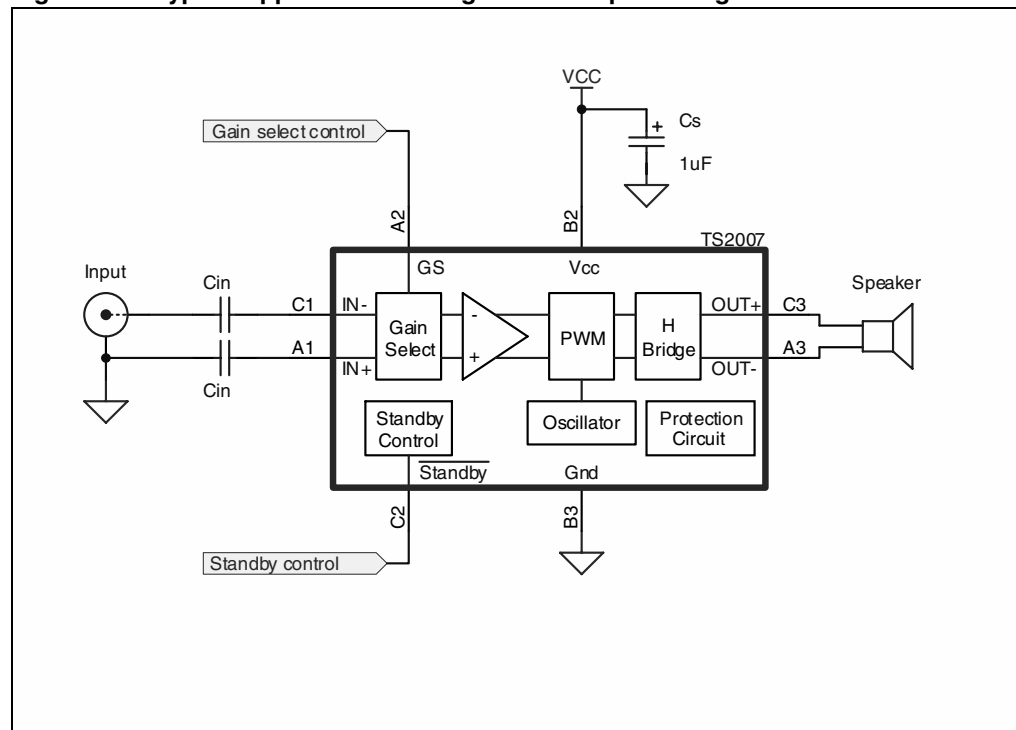 VCC
Cs
+
1uF
Gain select control
A2
B2
TS2007
GS
Vcc
Input
Cin
C1
IN-
Gain
Select
-
+
PWM
H
Bridge
OUT+
C3
Speaker
A1
IN+
Cin
OUT-
A3
Standby
Control
Oscillator
Protection
Circuit
Standby
Gnd
C2
B3
Standby control